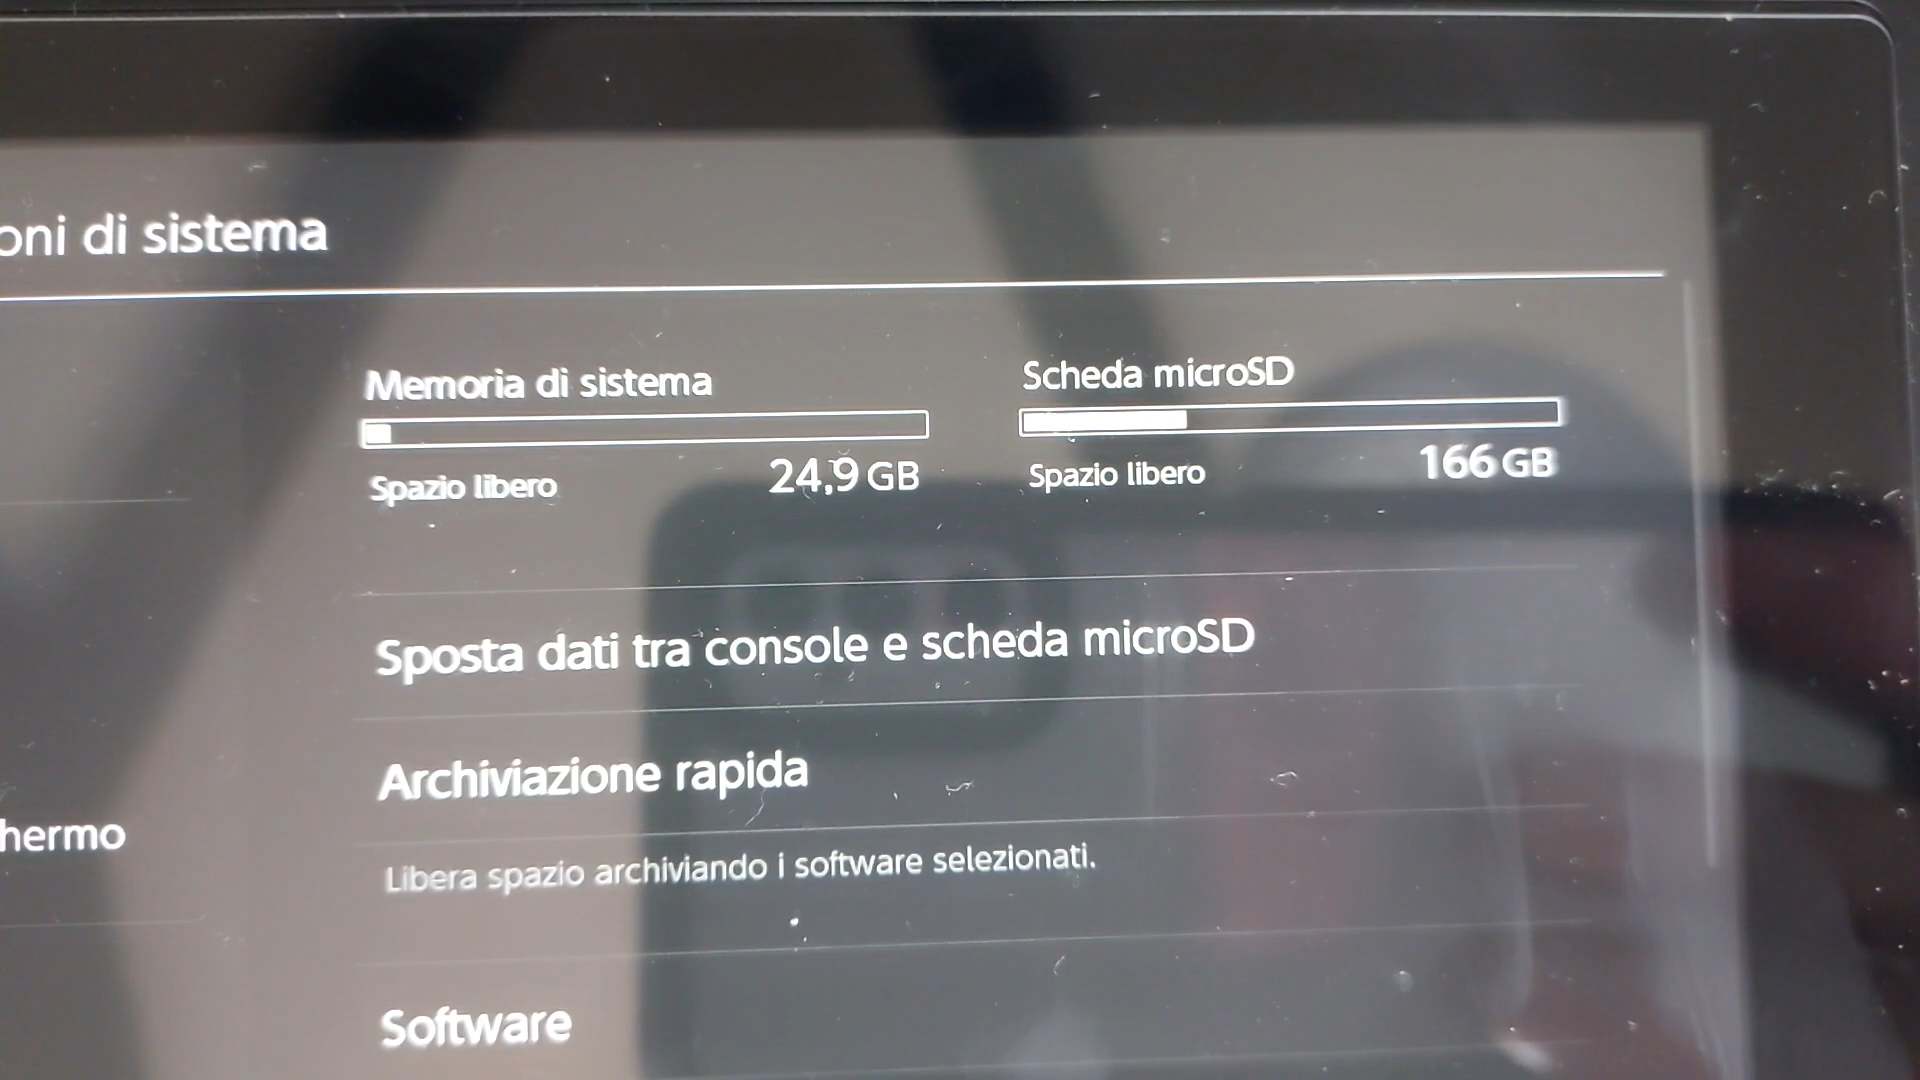 oni di sistema
Memoria di sistema
Spazio libero 24,9 GB
Scheda microSD
Spazio libero 166 GB
Sposta dati tra console e scheda microSD
Archiviazione rapida
hermo
Libera spazio archiviando i software selezionati.
Software